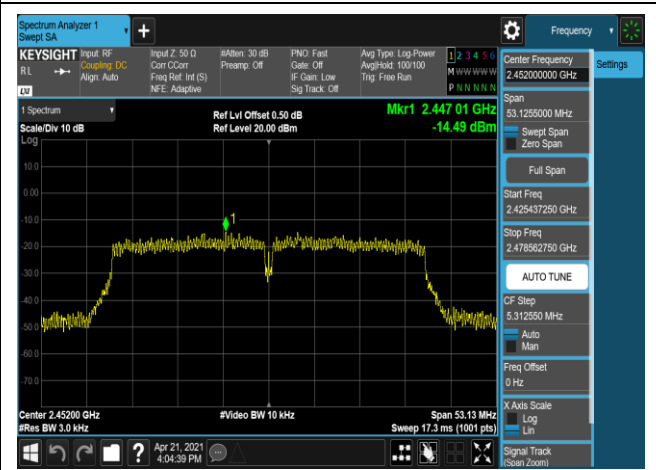 Spectrum Analyzer 1
Swept SA
+
Frequency
KEYSIGHT
RL
LXI
Input: RF
Coupling: DC
Align: Auto
Input Z: 50 Ω
Corr CCorr
Freq Ref: Int (S)
NFE: Adaptive
#Atten: 30 dB
Preamp: Off
PNO: Fast
Gate: Off
IF Gain: Low
Sig Track: Off
Avg Type: Log-Power
Avg|Hold: 100/100
Trig: Free Run
1 2 3 4 5 6
M W W W W W
P N N N N N
1 Spectrum
Scale/Div 10 dB
Log
Ref Lvl Offset 0.50 dB
Ref Level 20.00 dBm
Mkr1 2.447 01 GHz
-14.49 dBm
10.0
0.00
-10.0
-20.0
-30.0
-40.0
-50.0
-60.0
-70.0
1
Center 2.45200 GHz
#Res BW 3.0 kHz
#Video BW 10 kHz
Span 53.13 MHz
Sweep 17.3 ms (1001 pts)
Center Frequency
2.452000000 GHz
Settings
Span
53.1255000 MHz
Swept Span
Zero Span
Full Span
Start Freq
2.425437250 GHz
Stop Freq
2.478562750 GHz
AUTO TUNE
CF Step
5.312550 MHz
Auto
Man
Freq Offset
0 Hz
X Axis Scale
Log
Lin
Signal Track
(Span Zoom)
?
Apr 21, 2021
4:04:39 PM